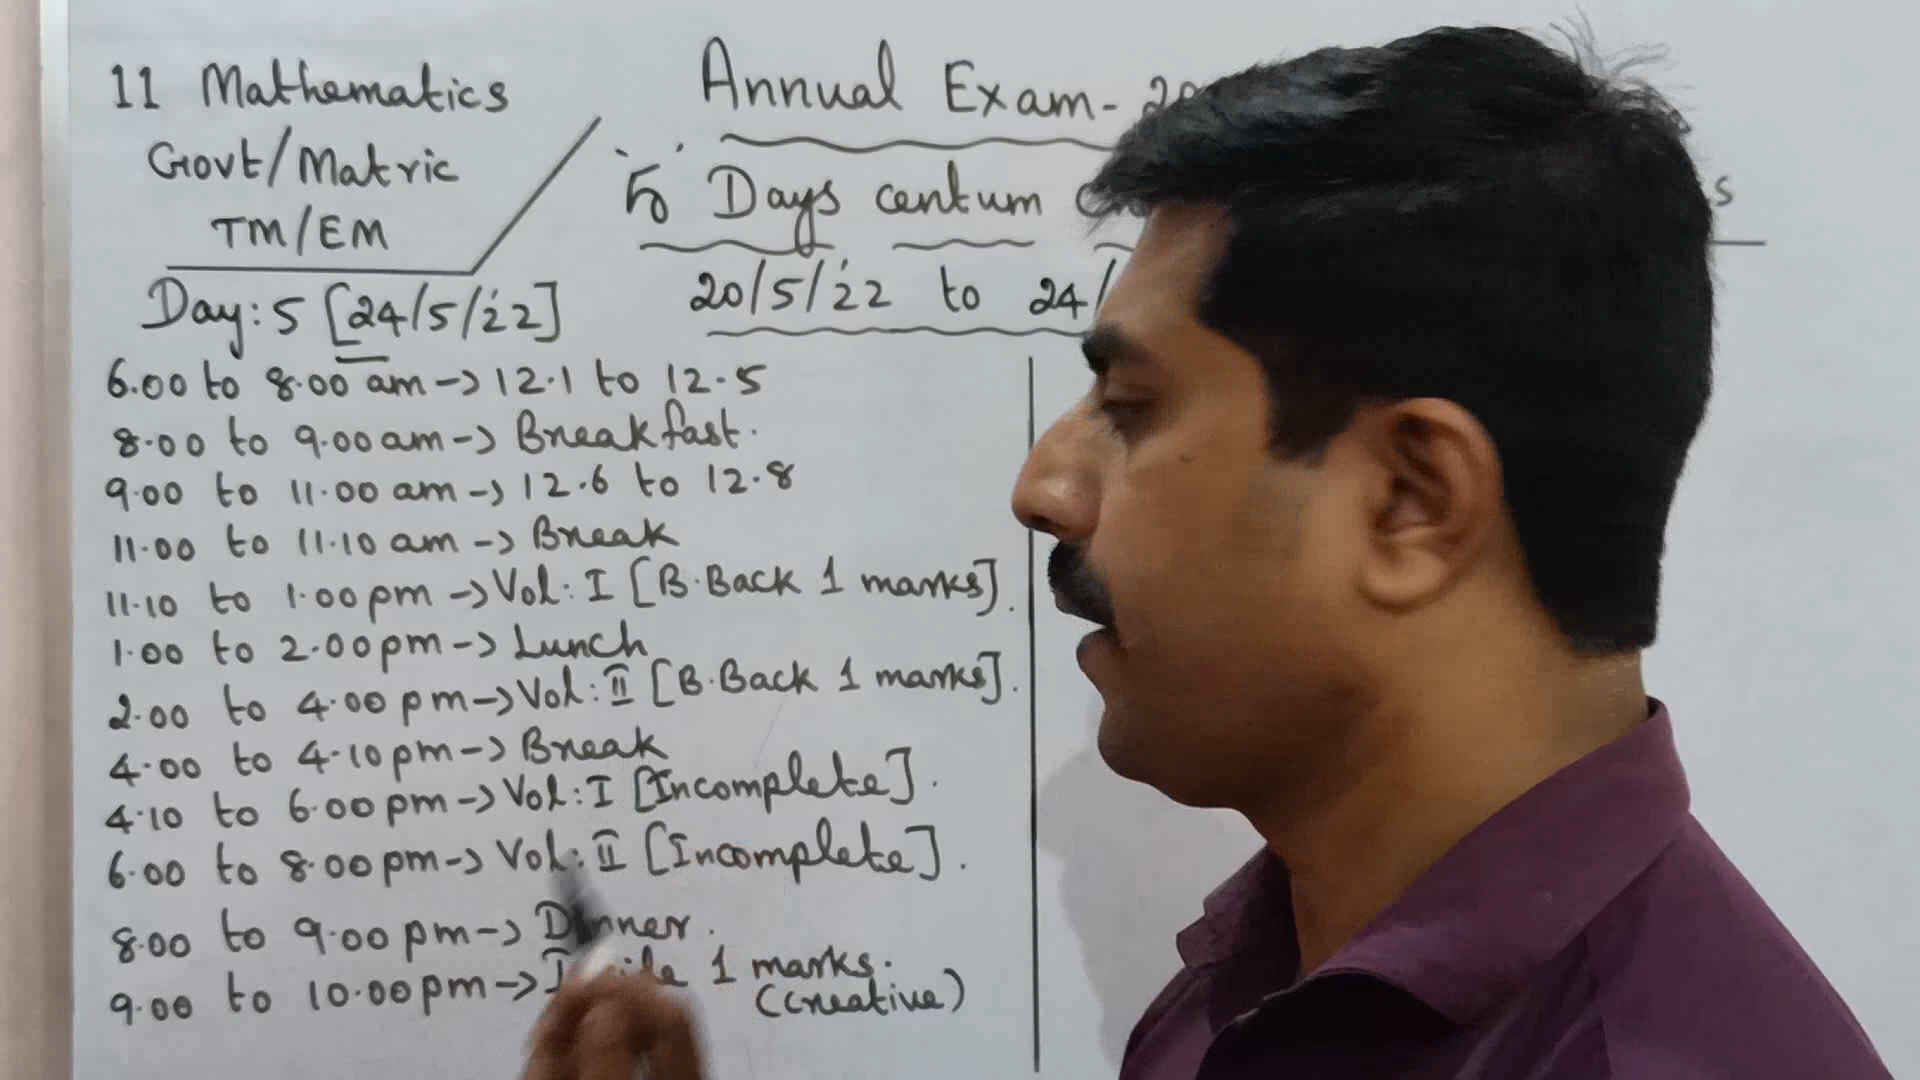 11 Mathematics
Govt/Matric
TM/EM
Annual Exam-
5 Days centum
20/5/22 to 24/
Day: 5 [24/5/22]
6.00 to 8.00 am -> 12.1 to 12.5
8.00 to 9.00 am -> Breakfast.
9.00 to 11.00 am -> 12.6 to 12.8
11.00 to 11.10 am -> Break
11.10 to 1.00 pm -> Vol: I [B.Back 1 marks].
1.00 to 2.00 pm -> Lunch
2.00 to 4.00 pm -> Vol: II [B.Back 1 marks].
4.00 to 4.10 pm -> Break
4.10 to 6.00 pm -> Vol: I [Incomplete].
6.00 to 8.00 pm -> Vol: II [Incomplete].
8.00 to 9.00 pm -> Dinner.
9.00 to 10.00 pm -> 1 marks.
(creative)